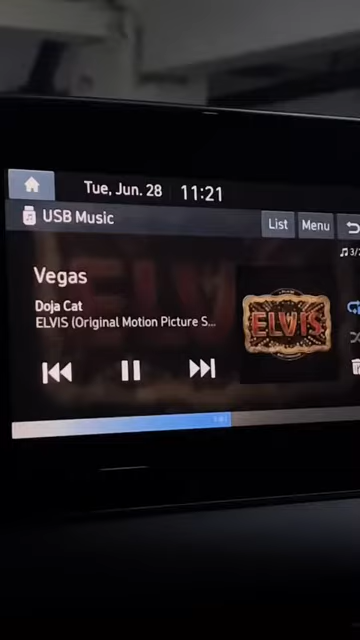 Tue, Jun. 28 11:21
USB Music
List
Menu
Vegas
Doja Cat
ELVIS (Original Motion Picture S...
ELVIS